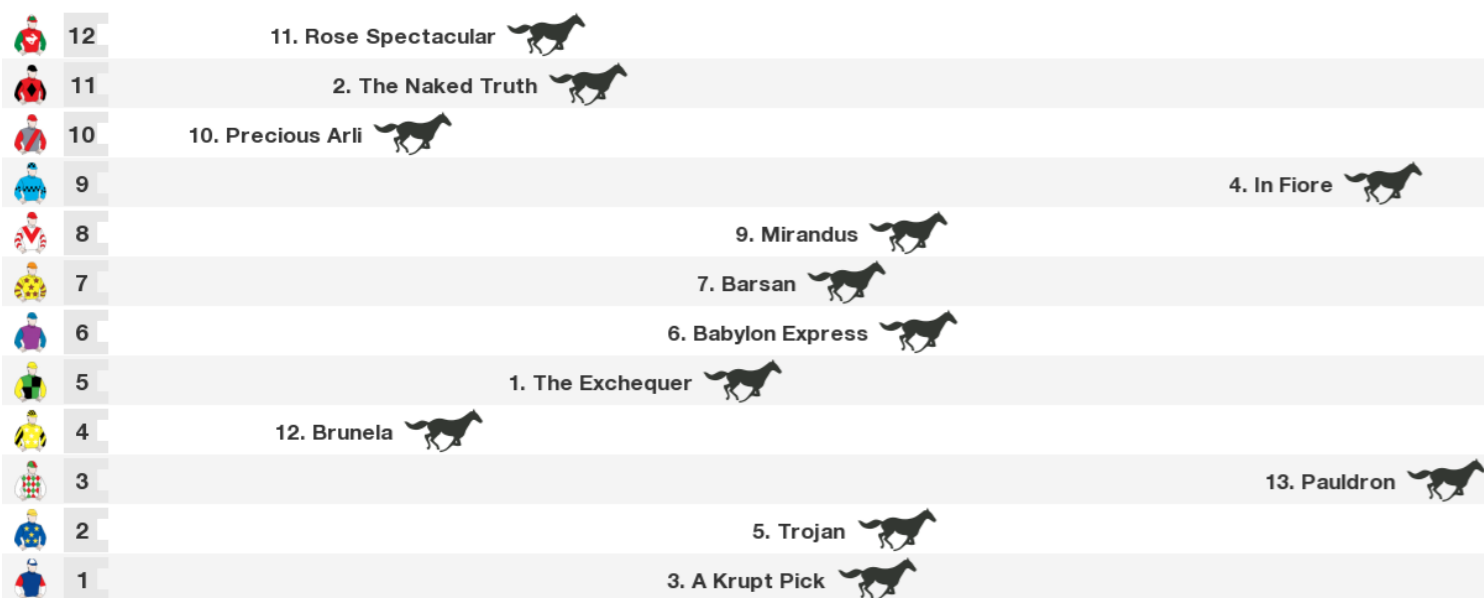 12 11. Rose Spectacular
11 2. The Naked Truth
10 10. Precious Arli
9 4. In Fiore
8 9. Mirandus
7 7. Barsan
6 6. Babylon Express
5 1. The Exchequer
4 12. Brunela
3 13. Pauldron
2 5. Trojan
1 3. A Krupt Pick